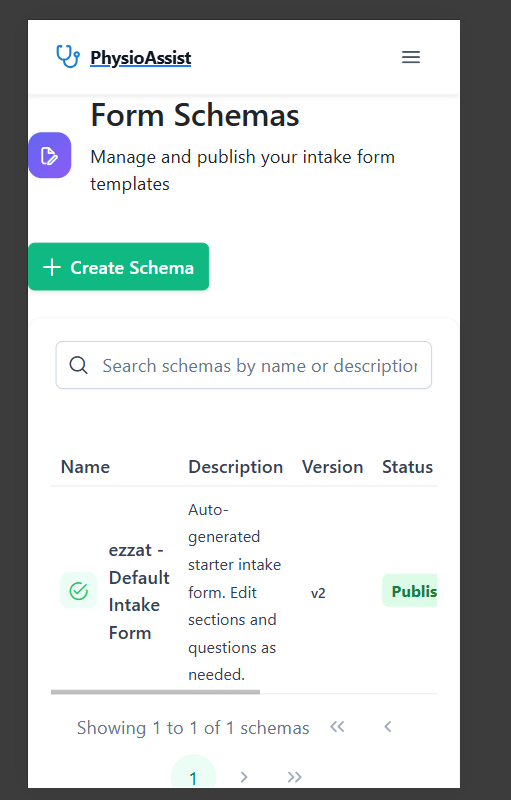 PhysioAssist
Form Schemas
Manage and publish your intake form
templates
Create Schema
Search schemas by name or description
Name Description Version Status
ezzat -
Default
Intake
Form
Auto-
generated
starter intake
form. Edit
sections and
questions as
needed.
v2
Publis
Showing 1 to 1 of 1 schemas
1